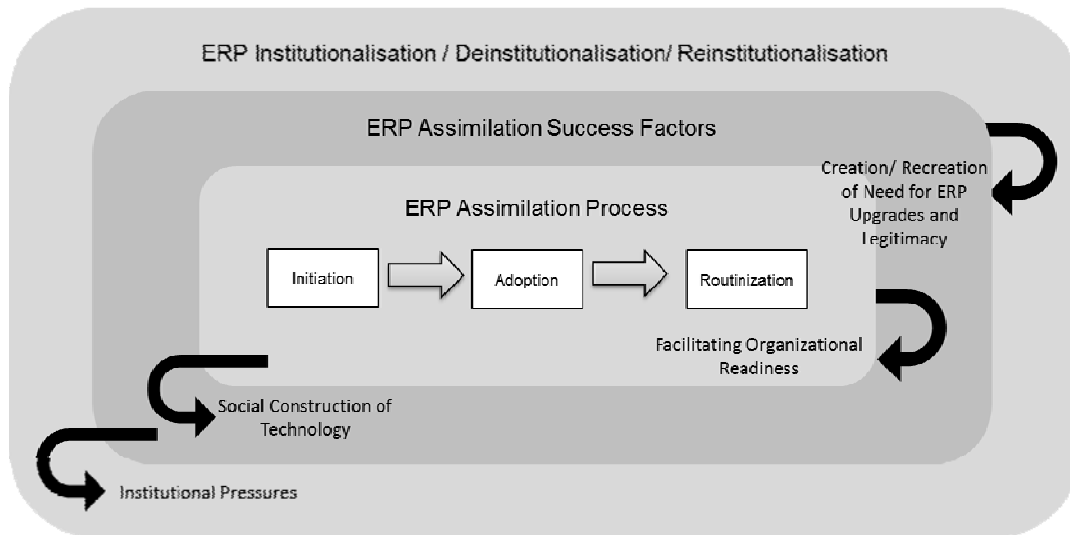 ERP Institutionalisation / Deinstitutionalisation/ Reinstitutionalisation
ERP Assimilation Success Factors
Creation/ Recreation
of Need for ERP
Upgrades and
Legitimacy
ERP Assimilation Process
Initiation
Adoption
Routinization
Facilitating Organizational
Readiness
Social Construction of
Technology
Institutional Pressures